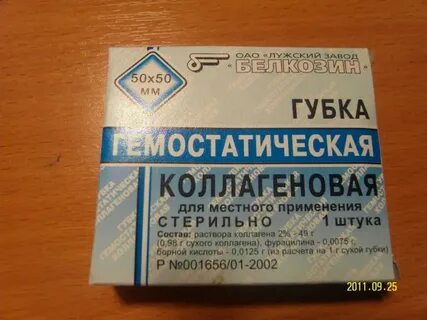 ОАО "ЛУЖСКИЙ ЗАВОД
"БЕЛКОЗИН"
50x50
мм
ГУБКА
ГЕМОСТАТИЧЕСКАЯ
КОЛЛАГЕНОВАЯ
для местного применения
СТЕРИЛЬНО 1 штука
Состав: раствора коллагена 2% - 49 г
(0,98 г сухого коллагена), фурацилина - 0,0075 г,
борной кислоты - 0,0125 г (из расчета на 1 г сухой губки)
Р №001656/01-2002
2011.09.25